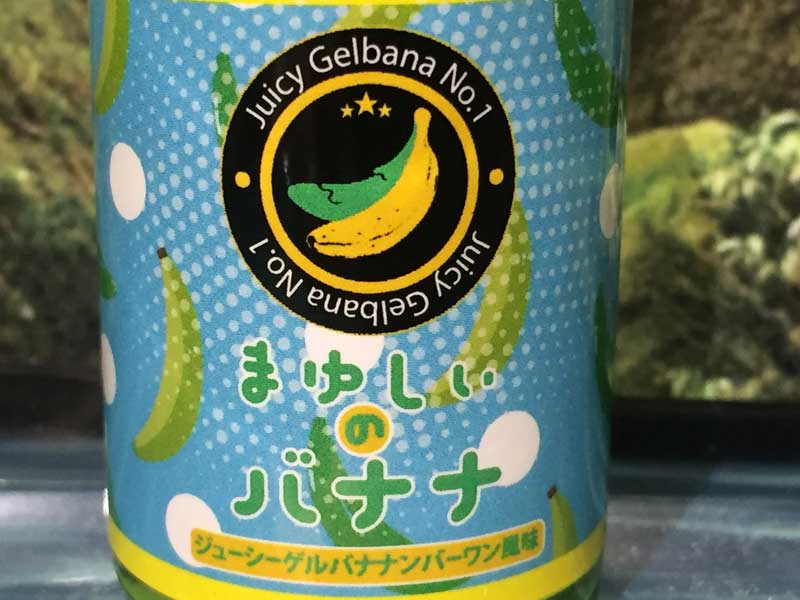 Juicy Gelbana No.1
Juicy Gelbana No.1
まゆしぃ
の
バナナ
ジューシーゲルバナナンバーワン風味